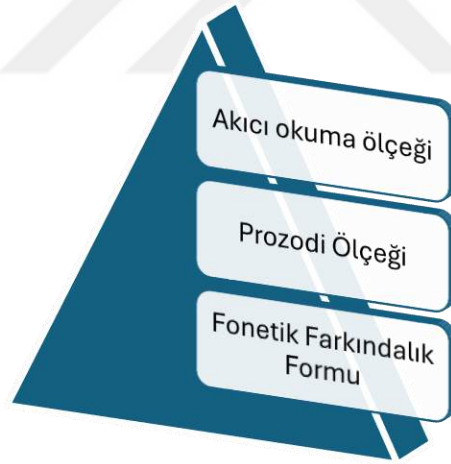 Akıcı okuma ölçeği
Prozodi Ölçeği
Fonetik Farkındalık
Formu